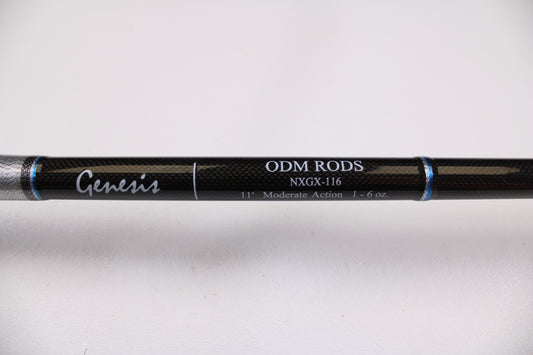 Genesis
ODM RODS
NXGX-116
11' Moderate Action 1 - 6 oz.